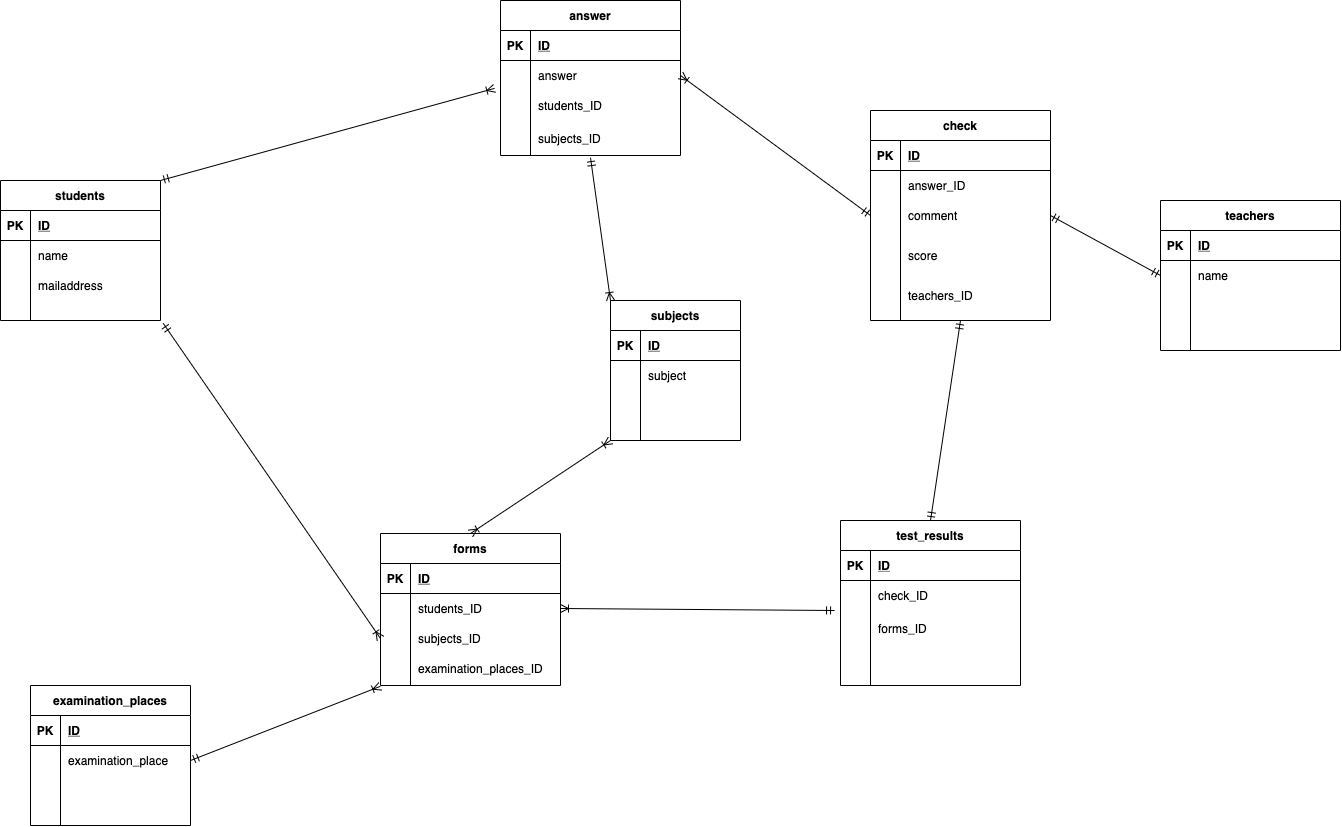 answer
PK ID
answer
students_ID
subjects_ID
check
PK ID
answer_ID
comment
score
teachers_ID
students
PK ID
name
mailaddress
teachers
PK ID
name
subjects
PK ID
subject
forms
PK ID
students_ID
subjects_ID
examination_places_ID
test_results
PK ID
check_ID
forms_ID
examination_places
PK ID
examination_place